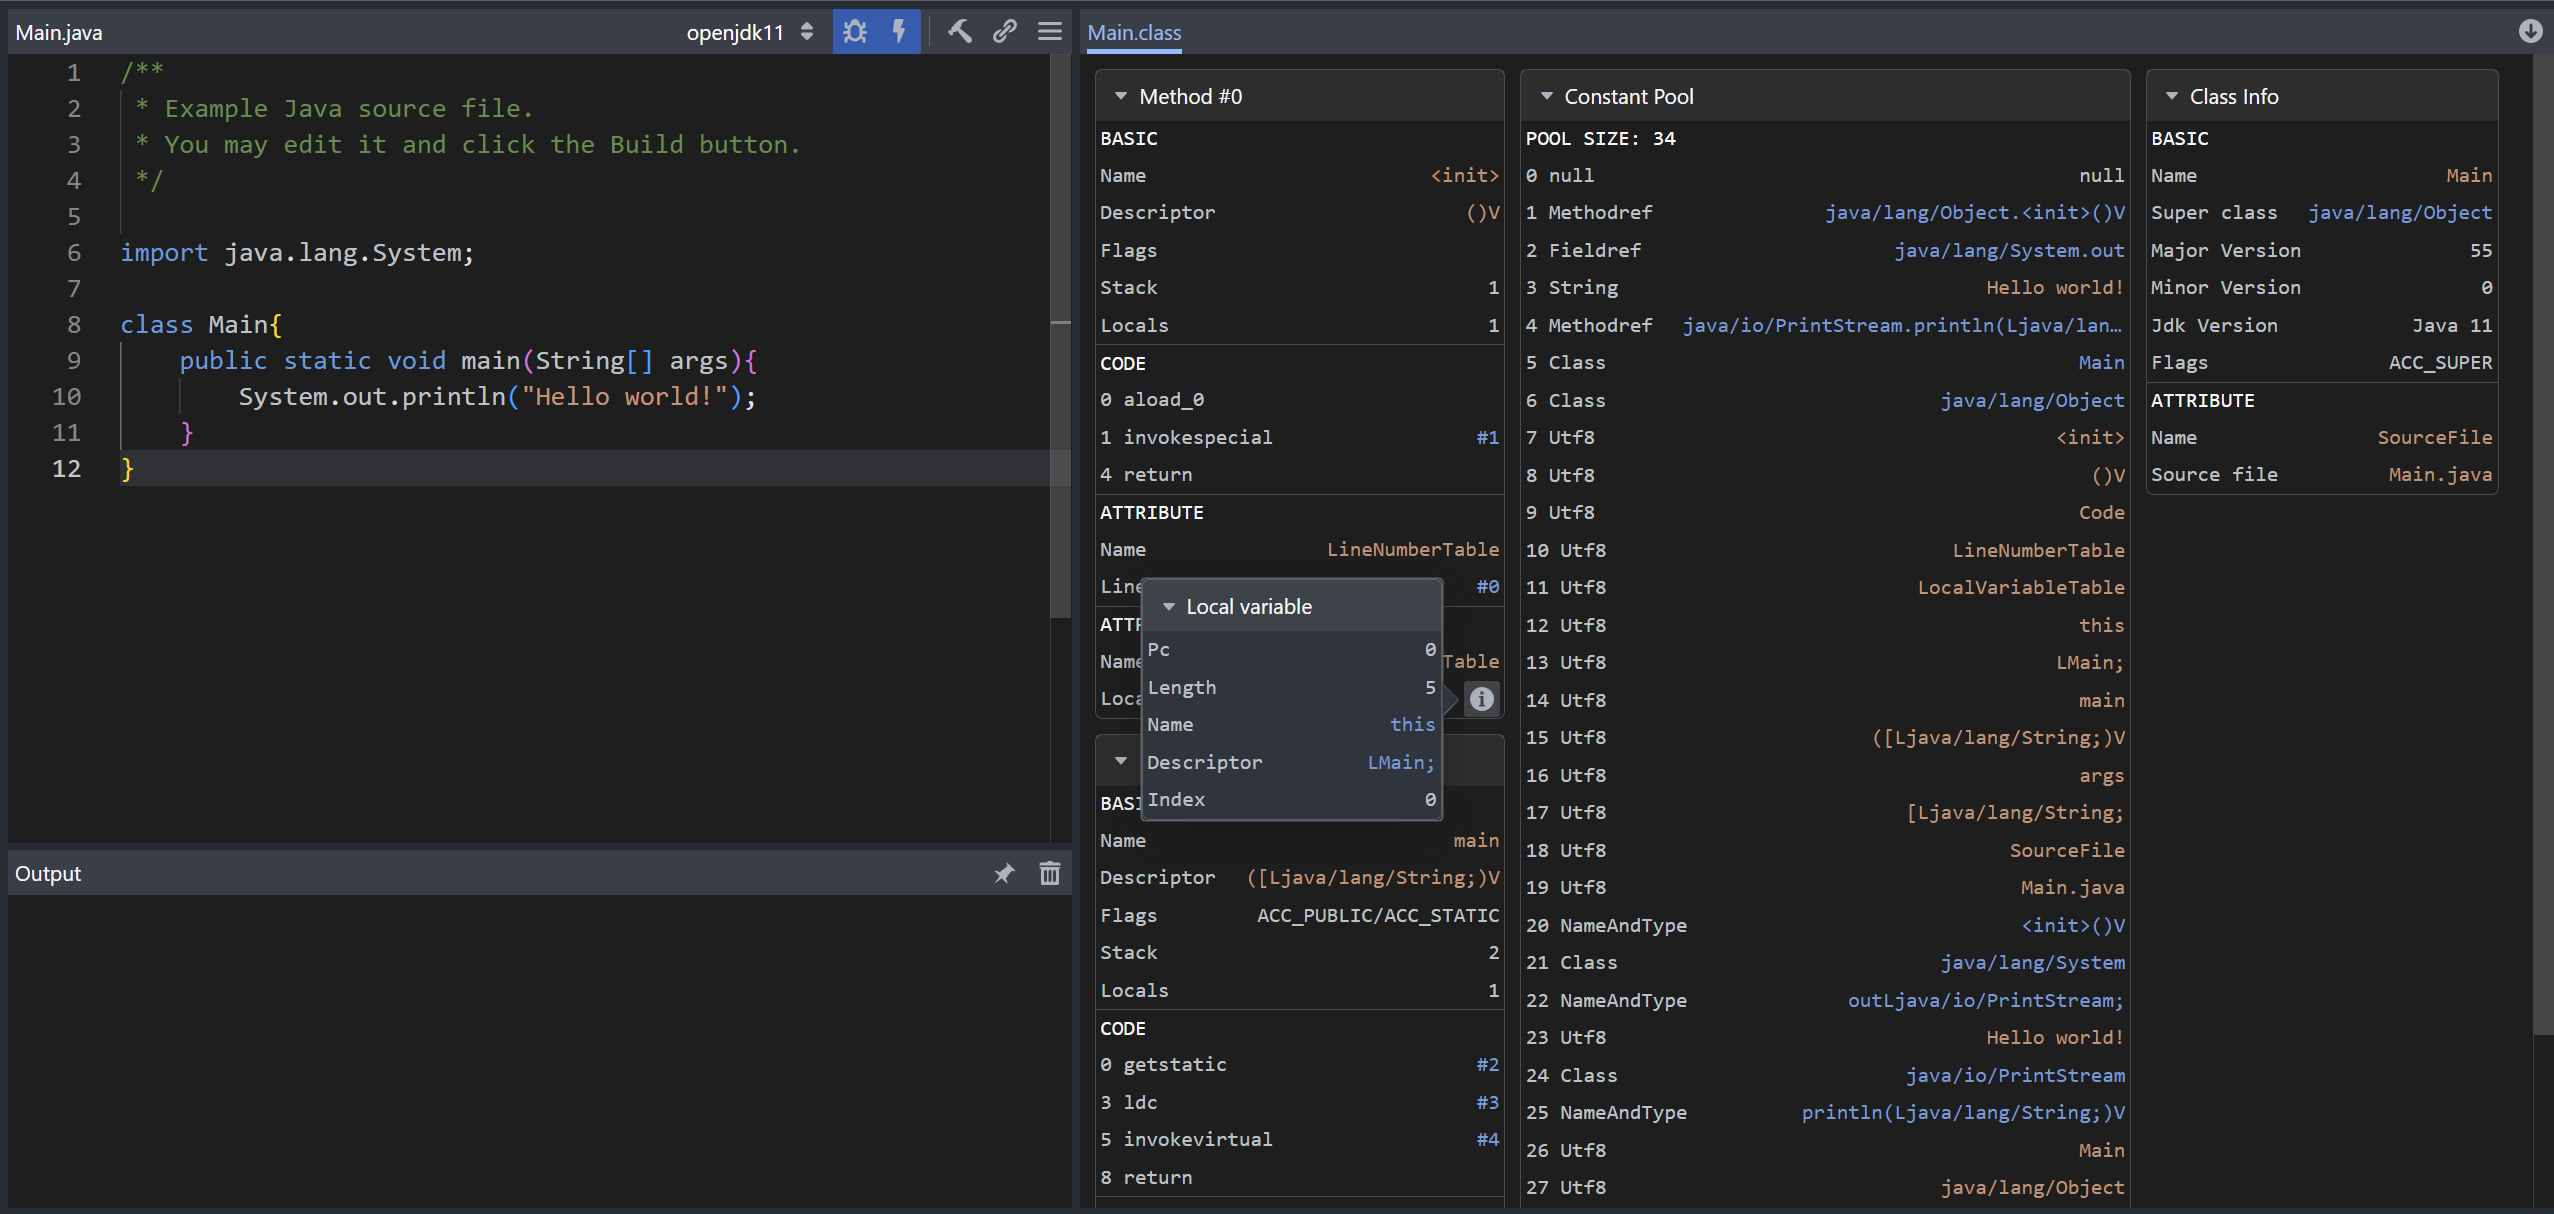 Main.java
openjdk11
1 /**
2 * Example Java source file.
3 * You may edit it and click the Build button.
4 */
5
6 import java.lang.System;
7
8 class Main{
9 public static void main(String[] args){
10 System.out.println("Hello world!");
11 }
12 }
Output
Main.class
Method #0
BASIC
Name <init>
Descriptor ()V
Flags
Stack 1
Locals 1
CODE
0 aload_0
1 invokespecial #1
4 return
ATTRIBUTE
Name LineNumberTable
Line #0
ATTR
Name Table
Loca
Local variable
Pc 0
Length 5
Name this
Descriptor LMain;
Index 0
BASI
Name main
Descriptor ([Ljava/lang/String;)V
Flags ACC_PUBLIC/ACC_STATIC
Stack 2
Locals 1
CODE
0 getstatic #2
3 ldc #3
5 invokevirtual #4
8 return
Constant Pool
POOL SIZE: 34
0 null null
1 Methodref java/lang/Object.<init>()V
2 Fieldref java/lang/System.out
3 String Hello world!
4 Methodref java/io/PrintStream.println(Ljava/lan…
5 Class Main
6 Class java/lang/Object
7 Utf8 <init>
8 Utf8 ()V
9 Utf8 Code
10 Utf8 LineNumberTable
11 Utf8 LocalVariableTable
12 Utf8 this
13 Utf8 LMain;
14 Utf8 main
15 Utf8 ([Ljava/lang/String;)V
16 Utf8 args
17 Utf8 [Ljava/lang/String;
18 Utf8 SourceFile
19 Utf8 Main.java
20 NameAndType <init>()V
21 Class java/lang/System
22 NameAndType outLjava/io/PrintStream;
23 Utf8 Hello world!
24 Class java/io/PrintStream
25 NameAndType println(Ljava/lang/String;)V
26 Utf8 Main
27 Utf8 java/lang/Object
Class Info
BASIC
Name Main
Super class java/lang/Object
Major Version 55
Minor Version 0
Jdk Version Java 11
Flags ACC_SUPER
ATTRIBUTE
Name SourceFile
Source file Main.java